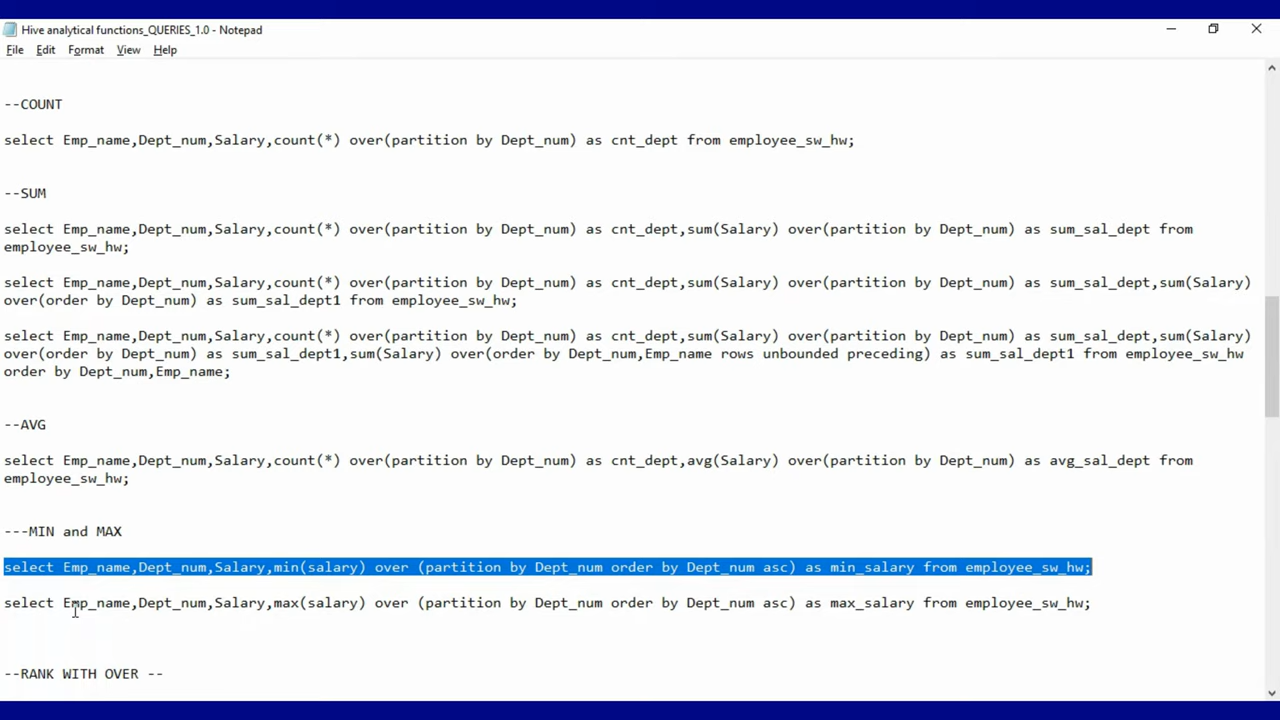 Hive analytical functions_QUERIES_1.0 - Notepad
File Edit Format View Help
--COUNT
select Emp_name,Dept_num,Salary,count(*) over(partition by Dept_num) as cnt_dept from employee_sw_hw;
--SUM
select Emp_name,Dept_num,Salary,count(*) over(partition by Dept_num) as cnt_dept,sum(Salary) over(partition by Dept_num) as sum_sal_dept from
employee_sw_hw;
select Emp_name,Dept_num,Salary,count(*) over(partition by Dept_num) as cnt_dept,sum(Salary) over(partition by Dept_num) as sum_sal_dept,sum(Salary)
over(order by Dept_num) as sum_sal_dept1 from employee_sw_hw;
select Emp_name,Dept_num,Salary,count(*) over(partition by Dept_num) as cnt_dept,sum(Salary) over(partition by Dept_num) as sum_sal_dept,sum(Salary)
over(order by Dept_num) as sum_sal_dept1,sum(Salary) over(order by Dept_num,Emp_name rows unbounded preceding) as sum_sal_dept1 from employee_sw_hw
order by Dept_num,Emp_name;
--AVG
select Emp_name,Dept_num,Salary,count(*) over(partition by Dept_num) as cnt_dept,avg(Salary) over(partition by Dept_num) as avg_sal_dept from
employee_sw_hw;
---MIN and MAX
select Emp_name,Dept_num,Salary,min(salary) over (partition by Dept_num order by Dept_num asc) as min_salary from employee_sw_hw;
select Emp_name,Dept_num,Salary,max(salary) over (partition by Dept_num order by Dept_num asc) as max_salary from employee_sw_hw;
--RANK WITH OVER --